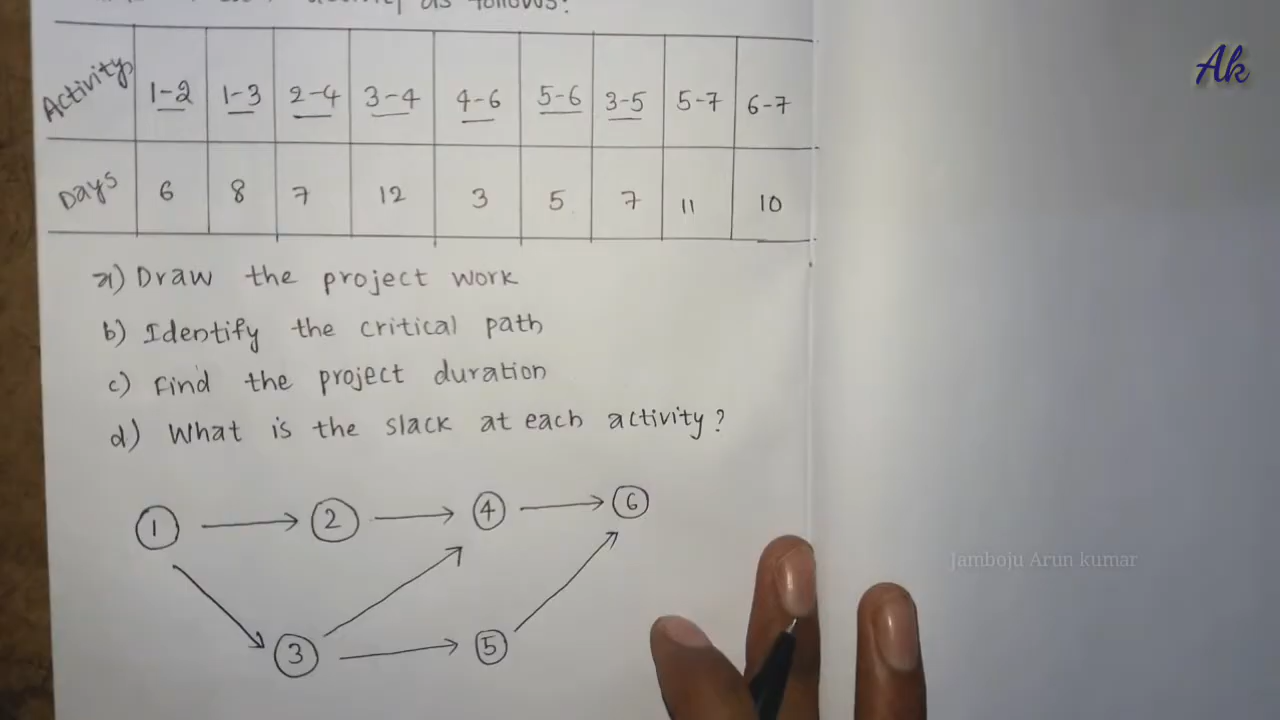 as follows:
Activity 1-2 1-3 2-4 3-4 4-6 5-6 3-5 5-7 6-7
Days 6 8 7 12 3 5 7 11 10
a) Draw the project work
b) Identify the critical path
c) Find the project duration
d) What is the slack at each activity?
1 2 4 6
3 5
Ak
Jamboju Arun kumar